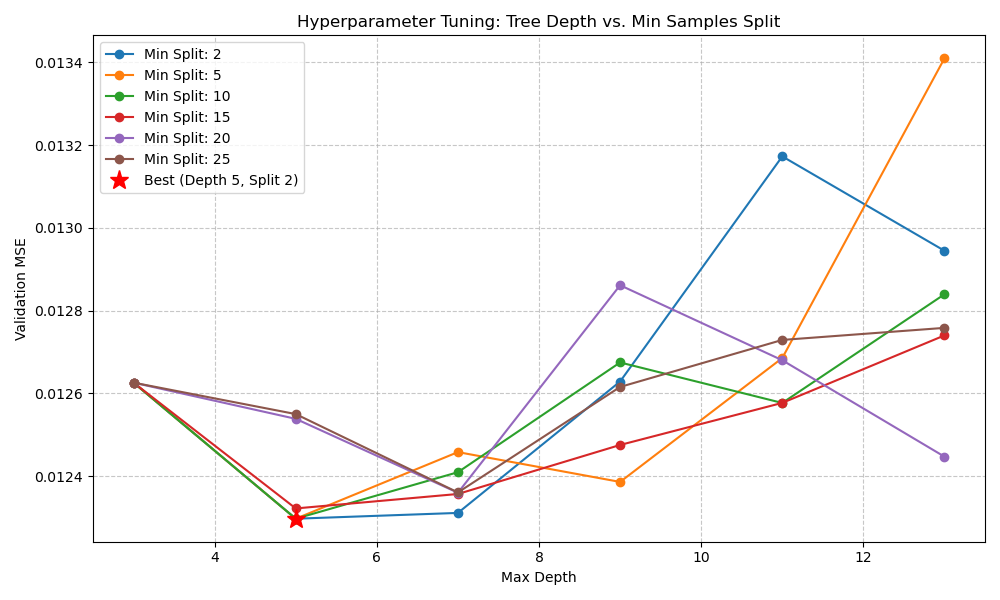 Hyperparameter Tuning: Tree Depth vs. Min Samples Split
Min Split: 2
Min Split: 5
Min Split: 10
Min Split: 15
Min Split: 20
Min Split: 25
Best (Depth 5, Split 2)
Validation MSE
0.0134
0.0132
0.0130
0.0128
0.0126
0.0124
4
6
8
10
12
Max Depth